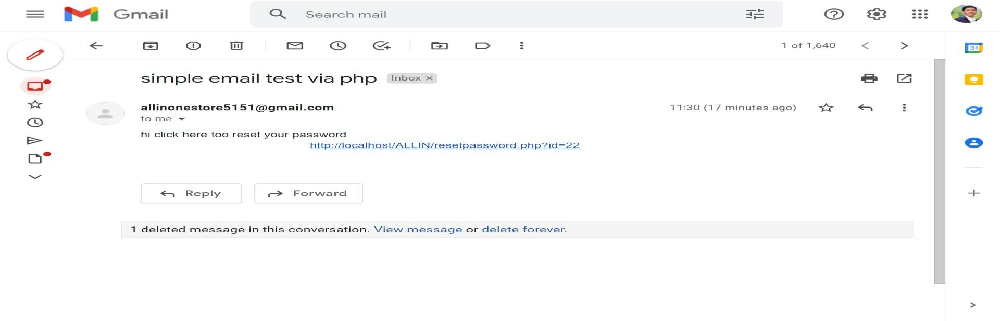 Gmail
Search mail
1 of 1,640
31
simple email test via php Inbox ×
allinonestore5151@gmail.com 11:30 (17 minutes ago)
to me
hi click here too reset your password
http://localhost/ALLIN/resetpassword.php?id=22
Reply Forward
1 deleted message in this conversation. View message or delete forever.